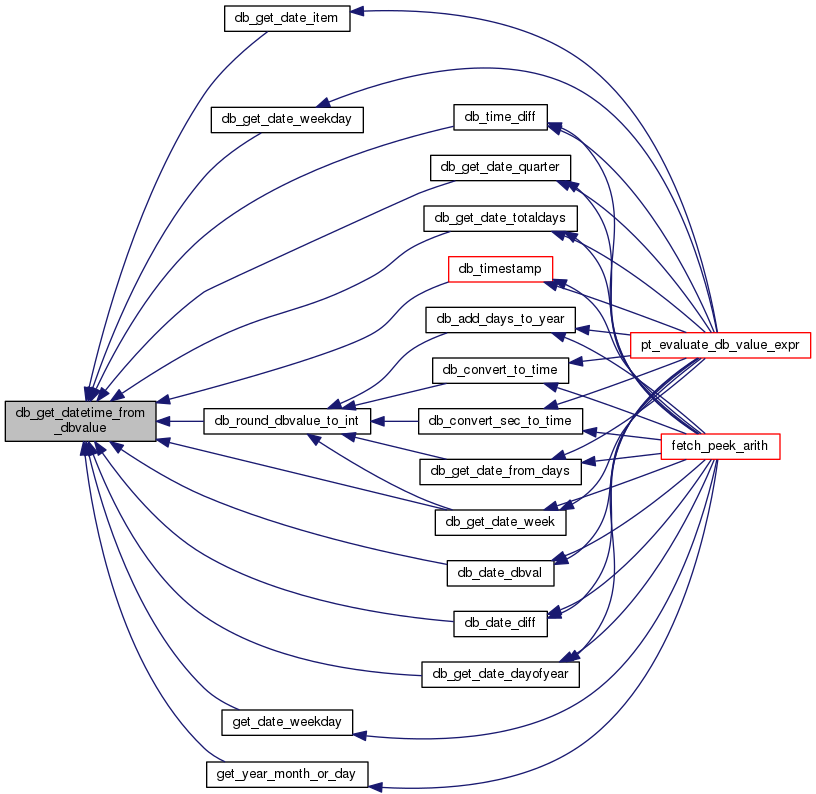 db_get_date_item
db_get_date_weekday
db_time_diff
db_get_date_quarter
db_get_date_totaldays
db_timestamp
db_add_days_to_year
pt_evaluate_db_value_expr
db_convert_to_time
db_get_datetime_from
_dbvalue
db_round_dbvalue_to_int
db_convert_sec_to_time
fetch_peek_arith
db_get_date_from_days
db_get_date_week
db_date_dbval
db_date_diff
db_get_date_dayofyear
get_date_weekday
get_year_month_or_day